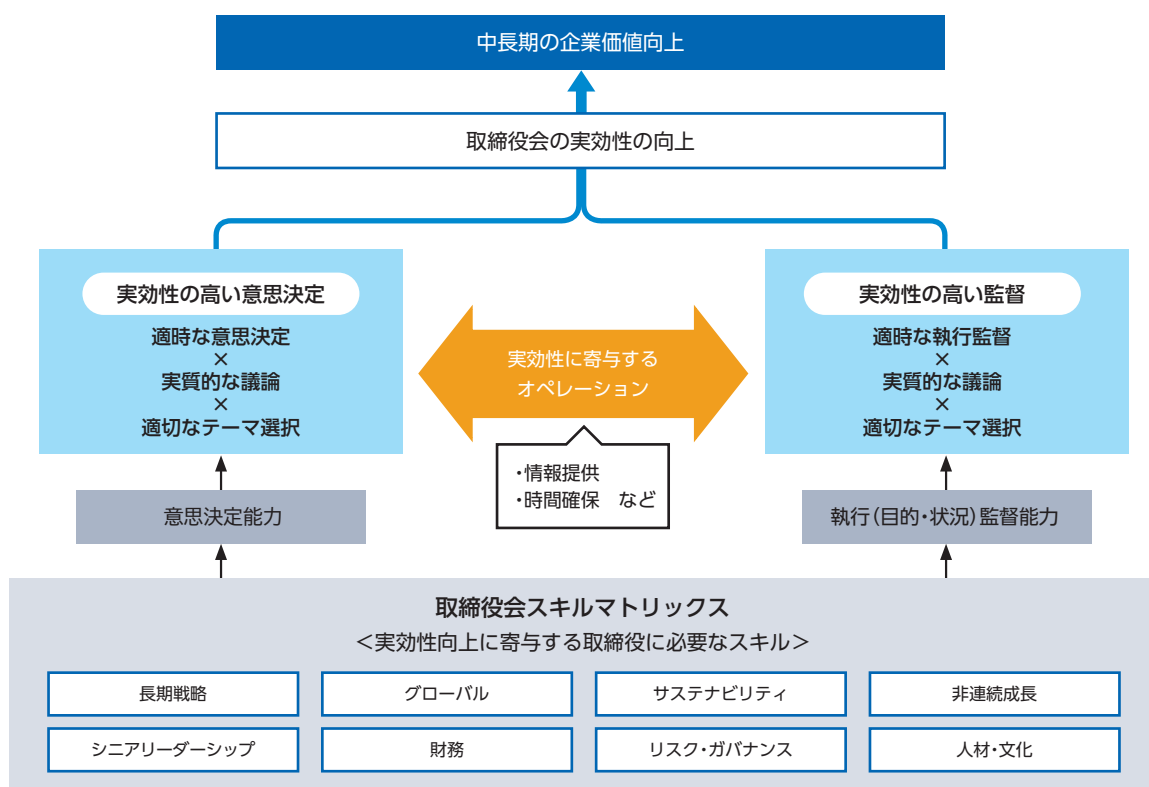 中長期の企業価値向上
取締役会の実効性の向上
実効性の高い意思決定
適時な意思決定
×
実質的な議論
×
適切なテーマ選択
実効性に寄与する
オペレーション
・情報提供
・時間確保　など
実効性の高い監督
適時な執行監督
×
実質的な議論
×
適切なテーマ選択
意思決定能力
執行(目的・状況)監督能力
取締役会スキルマトリックス
＜実効性向上に寄与する取締役に必要なスキル＞
長期戦略
グローバル
サステナビリティ
非連続成長
シニアリーダーシップ
財務
リスク・ガバナンス
人材・文化